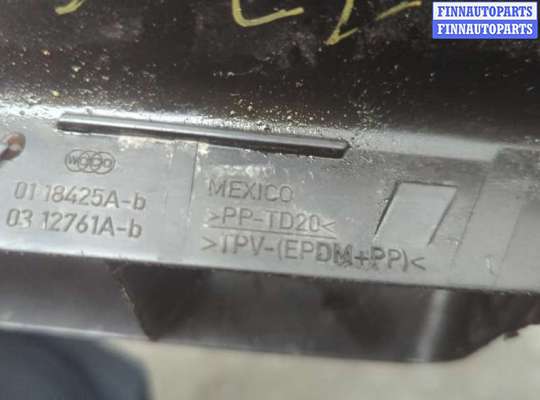 FINNAUTOPARTS
FINNAUTOPARTS
01 18425A-b
03 12761A-b
MEXICO
>PP-TD20<
>TPV-(EPDM+PP)<